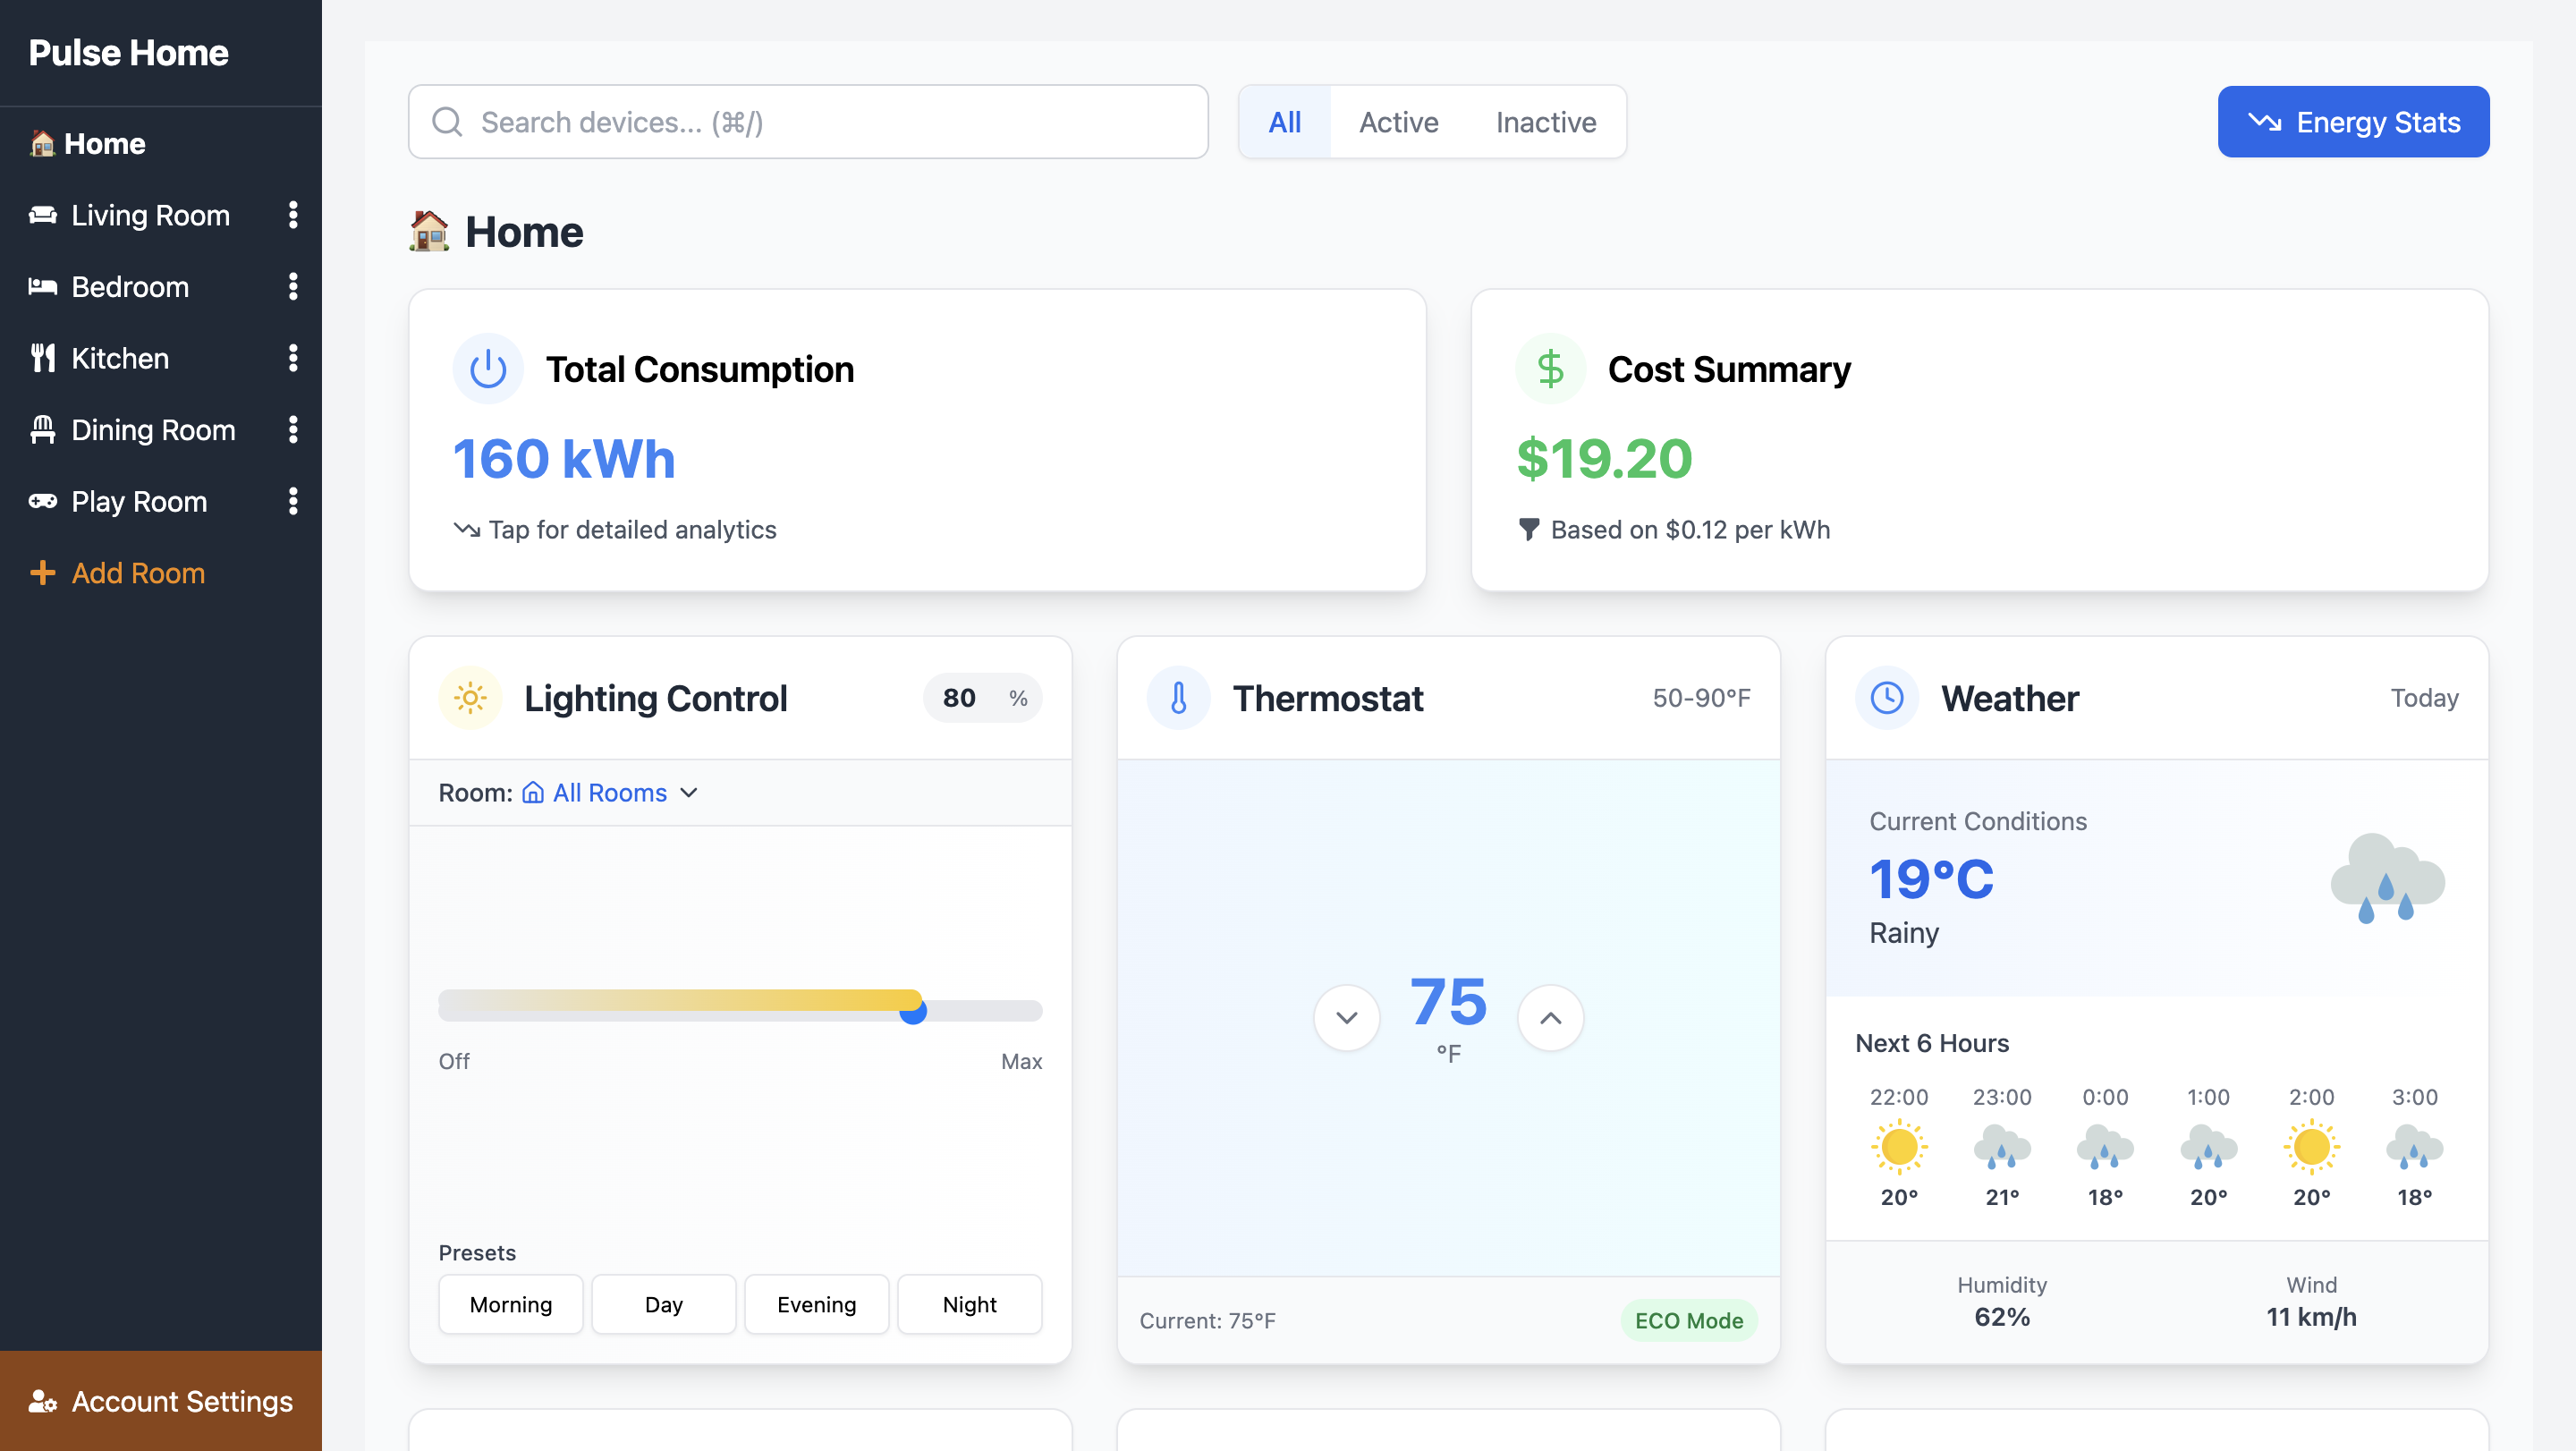 Pulse Home
Home
Living Room
Bedroom
Kitchen
Dining Room
Play Room
Add Room
Account Settings
Search devices... (⌘/)
All Active Inactive
Energy Stats
Home
Total Consumption
160 kWh
Tap for detailed analytics
Cost Summary
$19.20
Based on $0.12 per kWh
Lighting Control 80 %
Room: All Rooms
Off Max
Presets
Morning Day Evening Night
Thermostat 50-90°F
75
°F
Current: 75°F ECO Mode
Weather Today
Current Conditions
19°C
Rainy
Next 6 Hours
22:00 23:00 0:00 1:00 2:00 3:00
20° 21° 18° 20° 20° 18°
Humidity Wind
62% 11 km/h